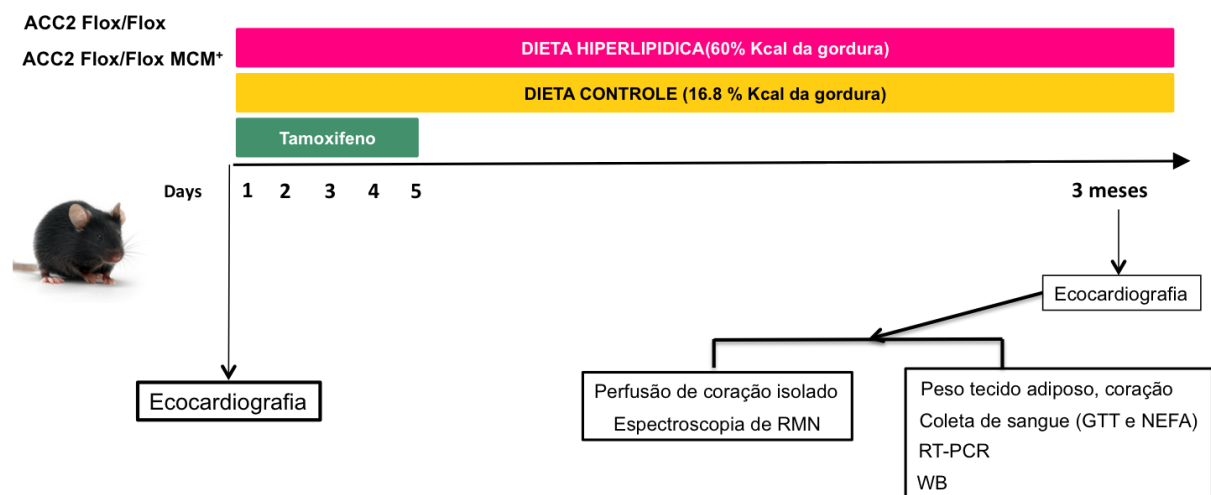 ACC2 Flox/Flox
ACC2 Flox/Flox MCM⁺
DIETA HIPERLIPIDICA(60% Kcal da gordura)
DIETA CONTROLE (16.8 % Kcal da gordura)
Tamoxifeno
Days 1 2 3 4 5 3 meses
Ecocardiografia
Ecocardiografia
Perfusão de coração isolado
Espectroscopia de RMN
Peso tecido adiposo, coração
Coleta de sangue (GTT e NEFA)
RT-PCR
WB